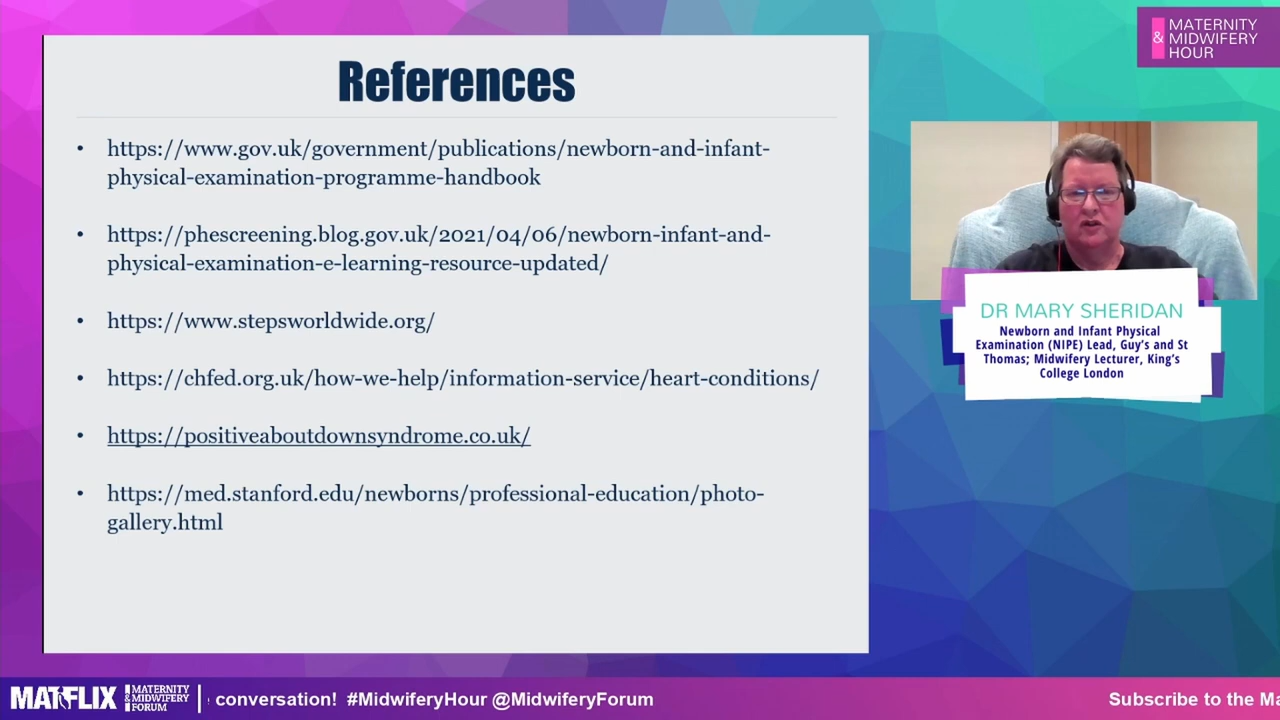 References
• https://www.gov.uk/government/publications/newborn-and-infant-
physical-examination-programme-handbook
• https://phescreening.blog.gov.uk/2021/04/06/newborn-infant-and-
physical-examination-e-learning-resource-updated/
• https://www.stepsworldwide.org/
• https://chfed.org.uk/how-we-help/information-service/heart-conditions/
• https://positiveaboutdownsyndrome.co.uk/
• https://med.stanford.edu/newborns/professional-education/photo-
gallery.html
MATERNITY
& MIDWIFERY
HOUR
DR MARY SHERIDAN
Newborn and Infant Physical
Examination (NIPE) Lead, Guy's and St
Thomas; Midwifery Lecturer, King's
College London
MATFLIX
MATERNITY
& MIDWIFERY
FORUM
conversation! #MidwiferyHour @MidwiferyForum
Subscribe to the Ma